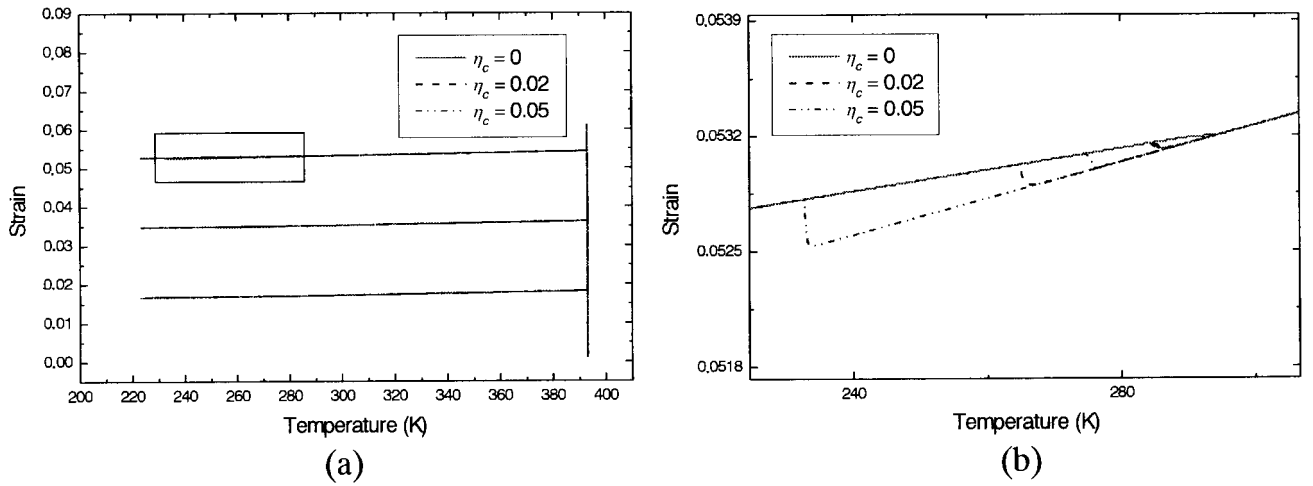 0.09
0.08
0.07
0.06
0.05
0.04
0.03
0.02
0.01
0.00
Strain
η_c = 0
η_c = 0.02
η_c = 0.05
200 220 240 260 280 300 320 340 360 380 400
Temperature (K)
(a)
0.0539
0.0532
0.0525
0.0518
Strain
η_c = 0
η_c = 0.02
η_c = 0.05
240 280
Temperature (K)
(b)